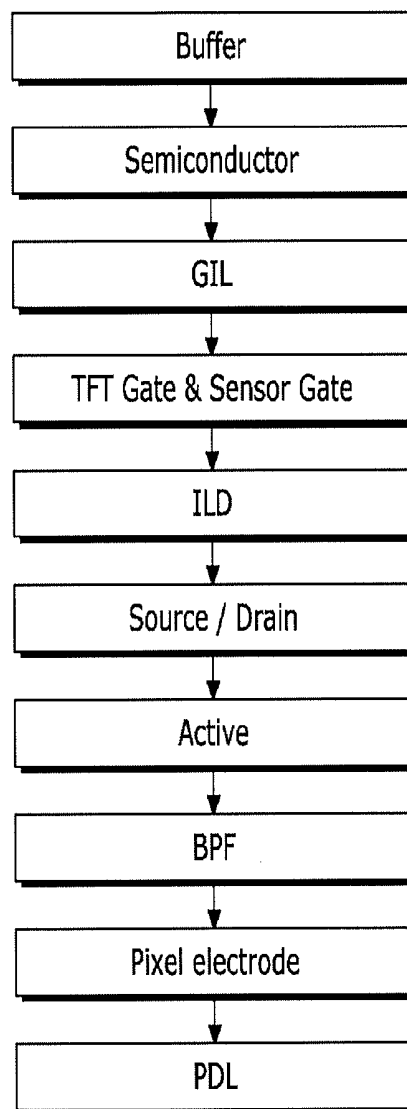 Buffer
Semiconductor
GIL
TFT Gate & Sensor Gate
ILD
Source / Drain
Active
BPF
Pixel electrode
PDL